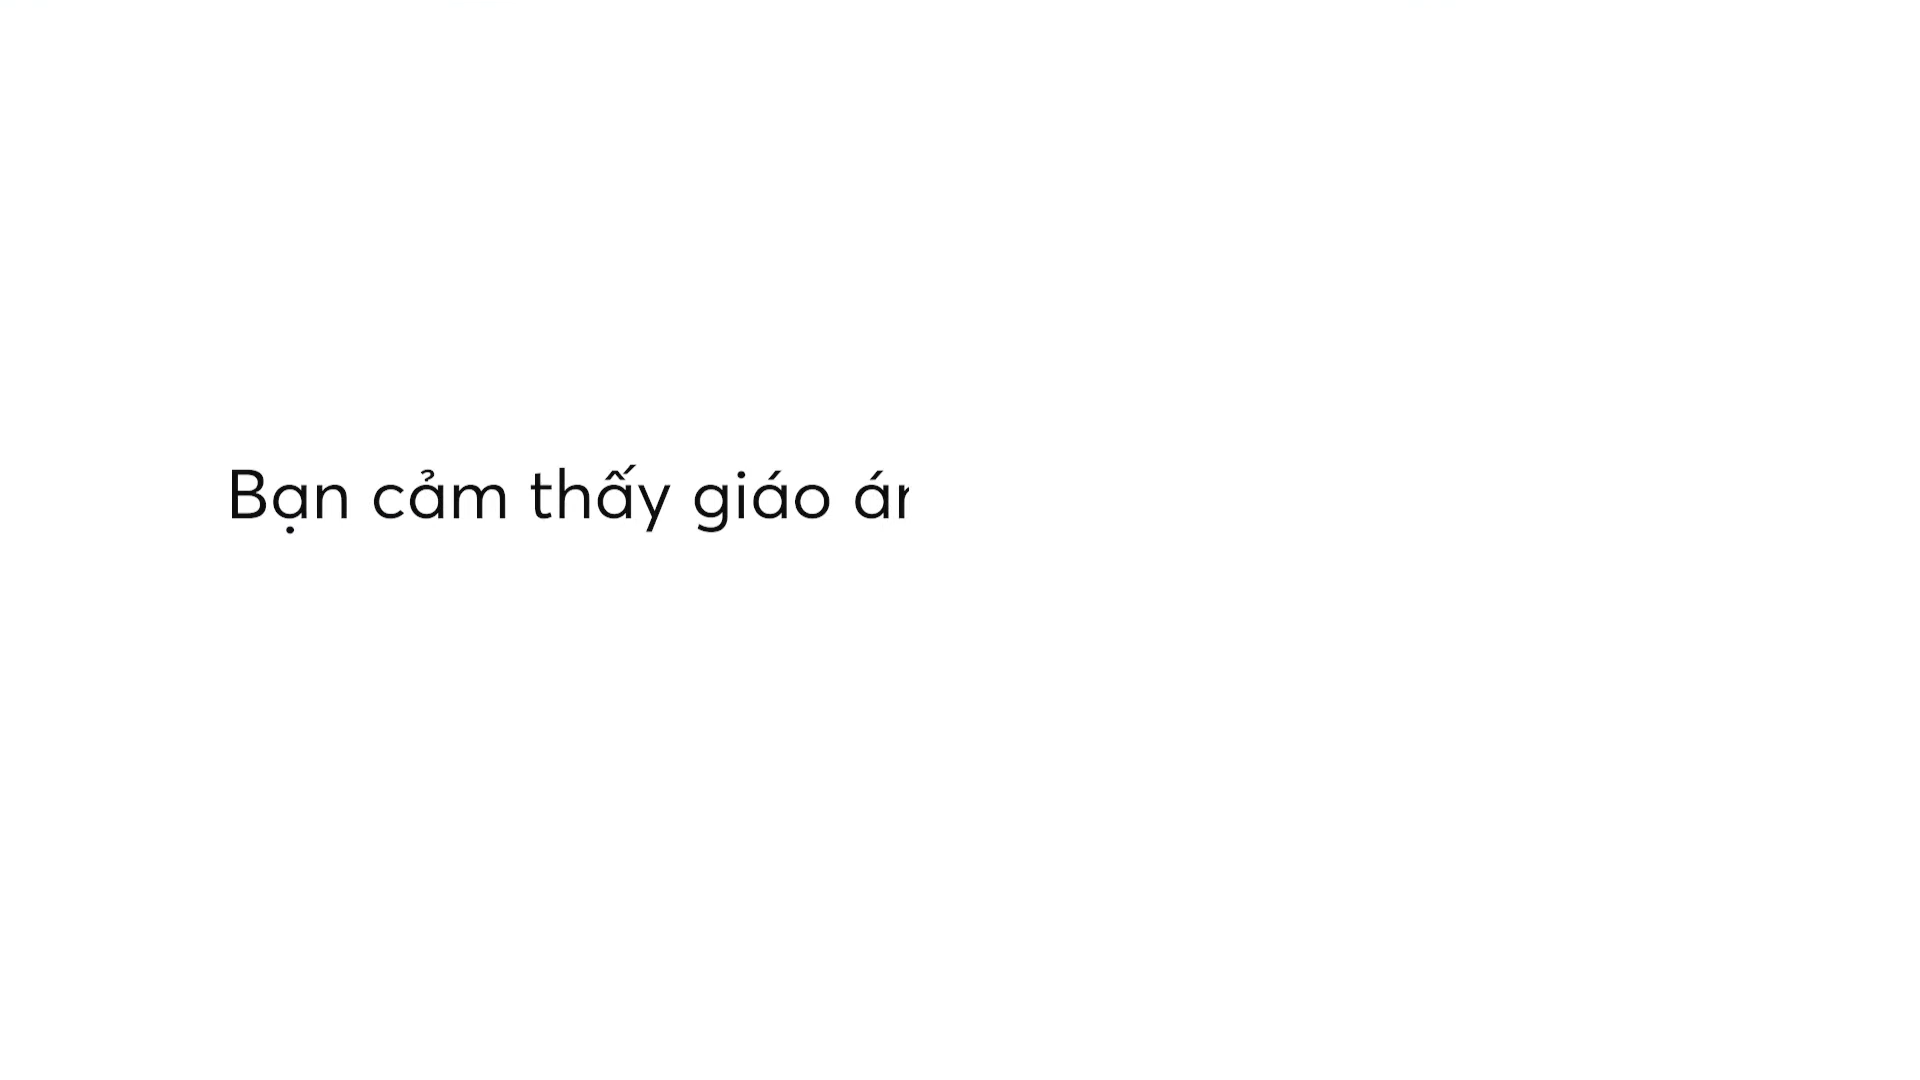 Bạn cảm thấy giáo